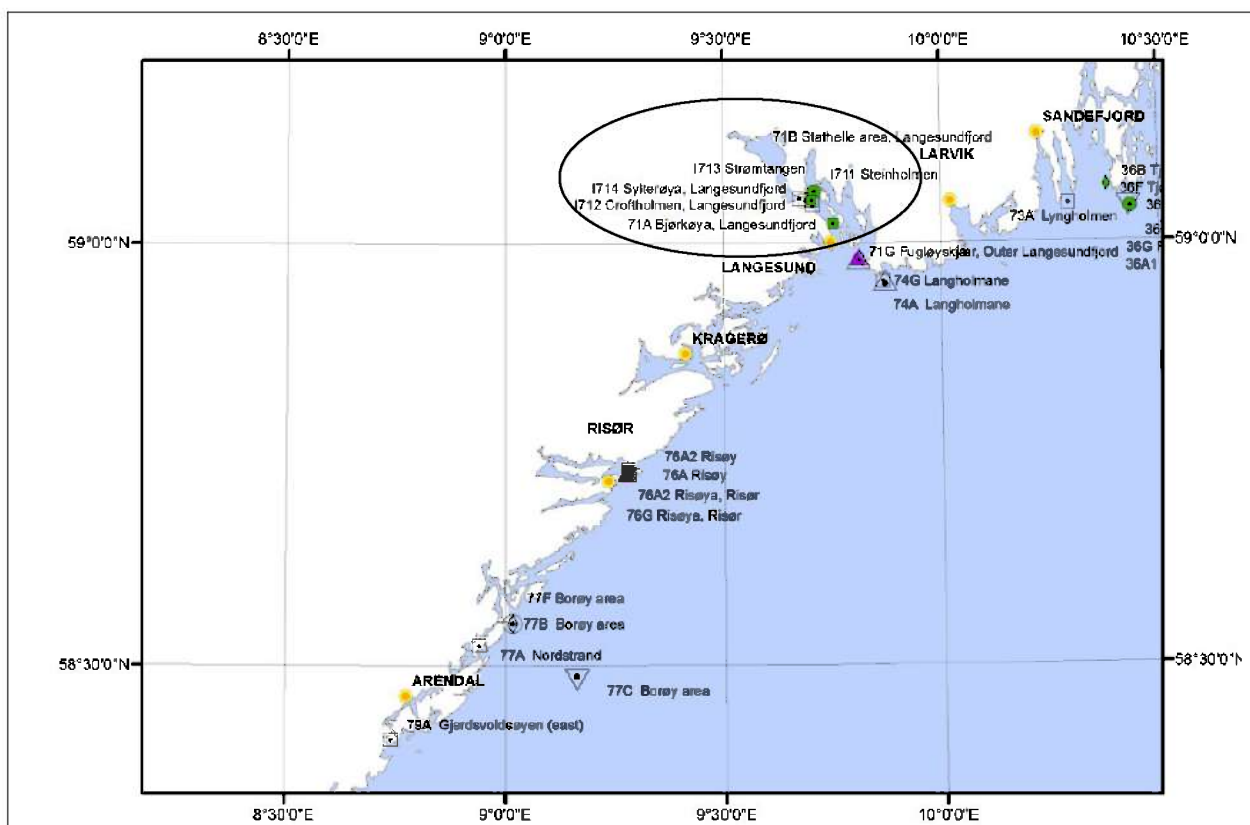 8°30'0"E 9°0'0"E 9°30'0"E 10°0'0"E 10°30'0"E
SANDEFJORD
71B Stathelle area, Langesundfjord
LARVIK
I713 Strømtangen
I711 Steinholmen
36B Tj
I714 Sylterøya, Langesundfjord
36F Tj
I712 Croftholmen, Langesundfjord
36
73A Lyngholmen
71A Bjørkøya, Langesundfjord
36
59°0'0"N
59°0'0"N
71G Fugløyskjær, Outer Langesundfjord
36G F
LANGESUND
36A1
74G Langholmane
74A Langholmane
KRAGERØ
RISØR
76A2 Risøy
76A Risøy
76A2 Risøya, Risør
76G Risøya, Risør
77F Borøy area
77B Borøy area
77A Nordstrand
58°30'0"N
58°30'0"N
ARENDAL
77C Borøy area
79A Gjerdsvoldsøyen (east)
8°30'0"E 9°0'0"E 9°30'0"E 10°0'0"E